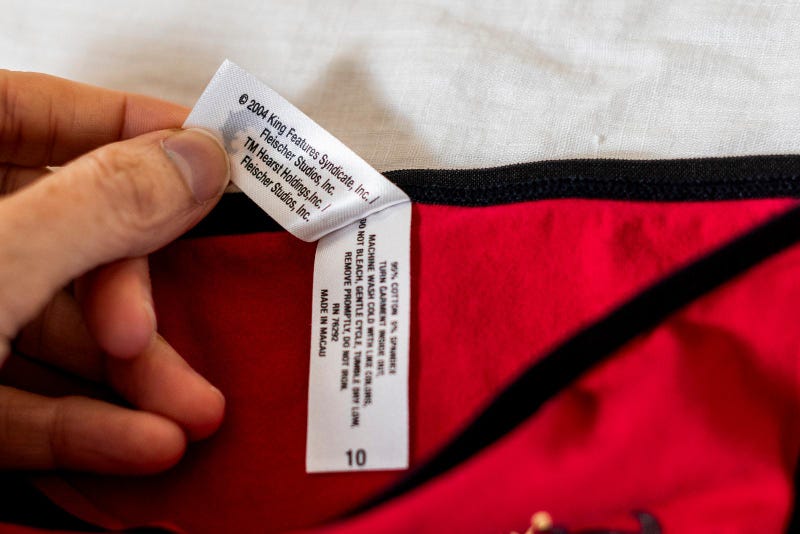 © 2004 King Features Syndicate, Inc. /
Fleischer Studios, Inc.
TM Hearst Holdings,Inc. /
Fleischer Studios, Inc.
95% COTTON 5% SPANDEX
TURN GARMENT INSIDE OUT,
MACHINE WASH COLD WITH LIKE COLORS,
DO NOT BLEACH, GENTLE CYCLE, TUMBLE DRY LOW,
REMOVE PROMPTLY, DO NOT IRON.
RN 76292
MADE IN MACAU
10